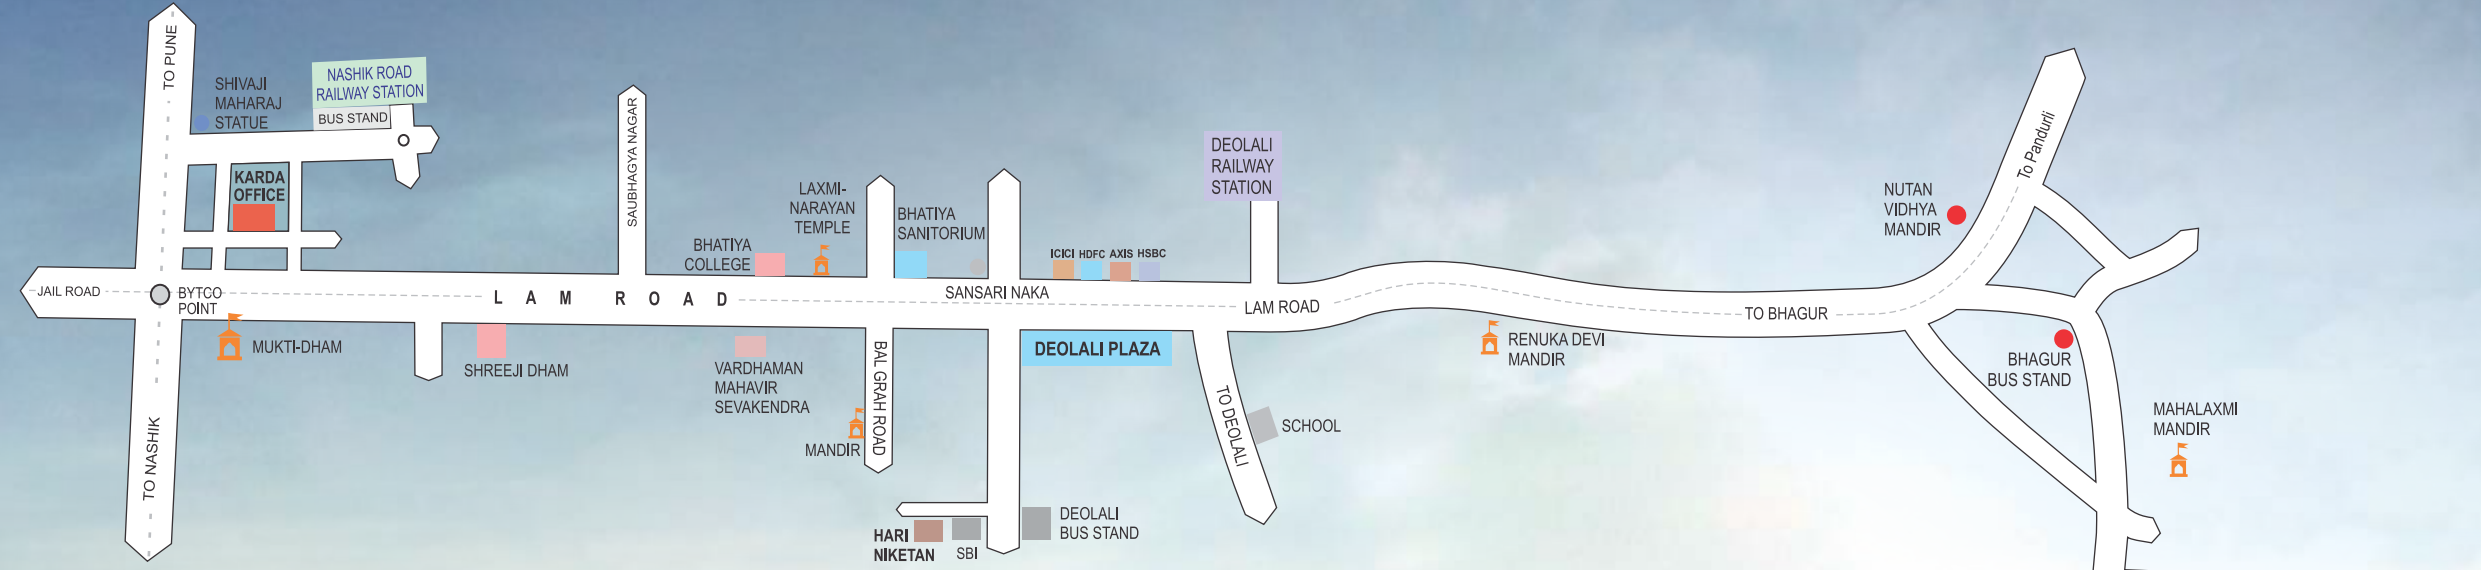 TO PUNE
SHIVAJI
MAHARAJ
STATUE
NASHIK ROAD
RAILWAY STATION
BUS STAND
KARDA
OFFICE
JAIL ROAD
BYTCO
POINT
MUKTI-DHAM
TO NASHIK
LAM ROAD
SHREEJI DHAM
SAUBHAGYA NAGAR
BHATIYA
COLLEGE
LAXMI-
NARAYAN
TEMPLE
BHATIYA
SANITORIUM
VARDHAMAN
MAHAVIR
SEVAKENDRA
MANDIR
BAL GRAH ROAD
SANSARI NAKA
ICICI HDFC AXIS HSBC
DEOLALI PLAZA
HARI
NIKETAN
SBI
DEOLALI
BUS STAND
DEOLALI
RAILWAY
STATION
LAM ROAD
TO DEOLALI
SCHOOL
RENUKA DEVI
MANDIR
TO BHAGUR
NUTAN
VIDHYA
MANDIR
To Pandurli
BHAGUR
BUS STAND
MAHALAXMI
MANDIR